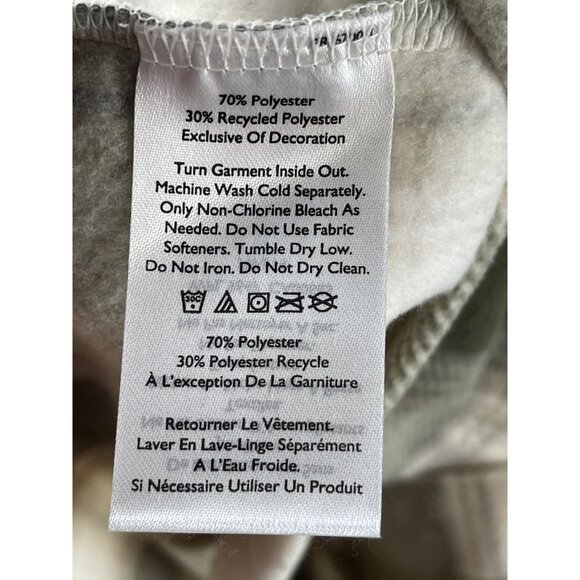 70% Polyester
30% Recycled Polyester
Exclusive Of Decoration
Turn Garment Inside Out.
Machine Wash Cold Separately.
Only Non-Chlorine Bleach As
Needed. Do Not Use Fabric
Softeners. Tumble Dry Low.
Do Not Iron. Do Not Dry Clean.
30C
70% Polyester
30% Polyester Recycle
À L'exception De La Garniture
Retourner Le Vêtement.
Laver En Lave-Linge Séparément
A L'Eau Froide.
Si Nécessaire Utiliser Un Produit